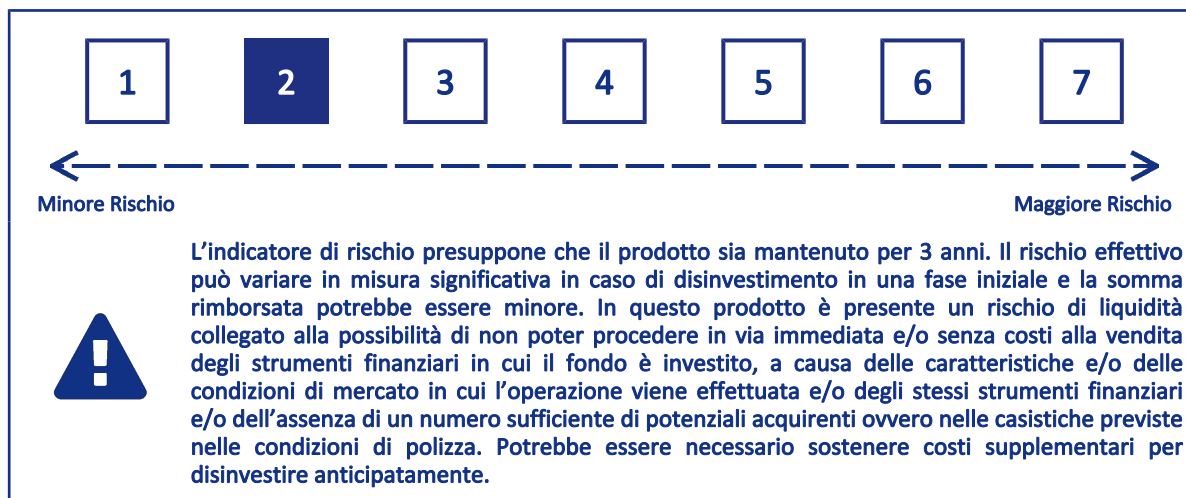 1 2 3 4 5 6 7
Minore Rischio Maggiore Rischio
L'indicatore di rischio presuppone che il prodotto sia mantenuto per 3 anni. Il rischio effettivo
può variare in misura significativa in caso di disinvestimento in una fase iniziale e la somma
rimborsata potrebbe essere minore. In questo prodotto è presente un rischio di liquidità
collegato alla possibilità di non poter procedere in via immediata e/o senza costi alla vendita
degli strumenti finanziari in cui il fondo è investito, a causa delle caratteristiche e/o delle
condizioni di mercato in cui l'operazione viene effettuata e/o degli stessi strumenti finanziari
e/o dell'assenza di un numero sufficiente di potenziali acquirenti ovvero nelle casistiche previste
nelle condizioni di polizza. Potrebbe essere necessario sostenere costi supplementari per
disinvestire anticipatamente.